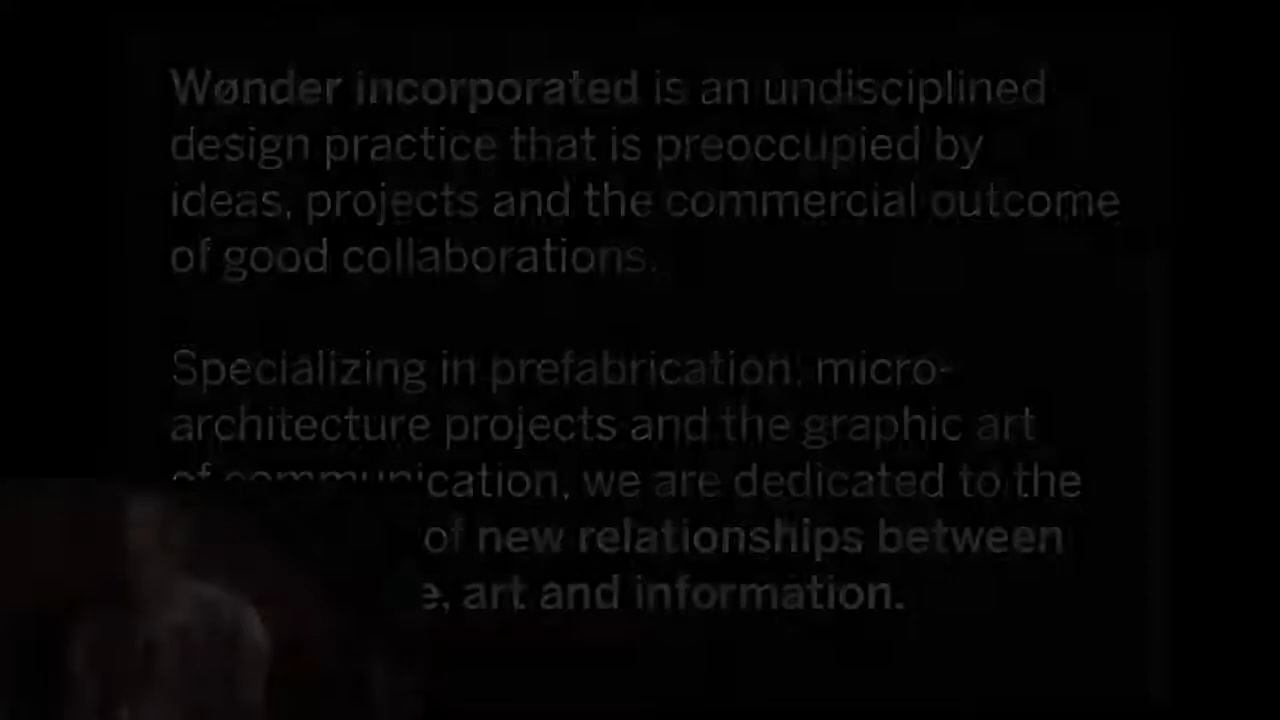 Wønder incorporated is an undisciplined
design practice that is preoccupied by
ideas, projects and the commercial outcome
of good collaborations.
Specializing in prefabrication, micro-
architecture projects and the graphic art
of communication, we are dedicated to the
of new relationships between
art and information.